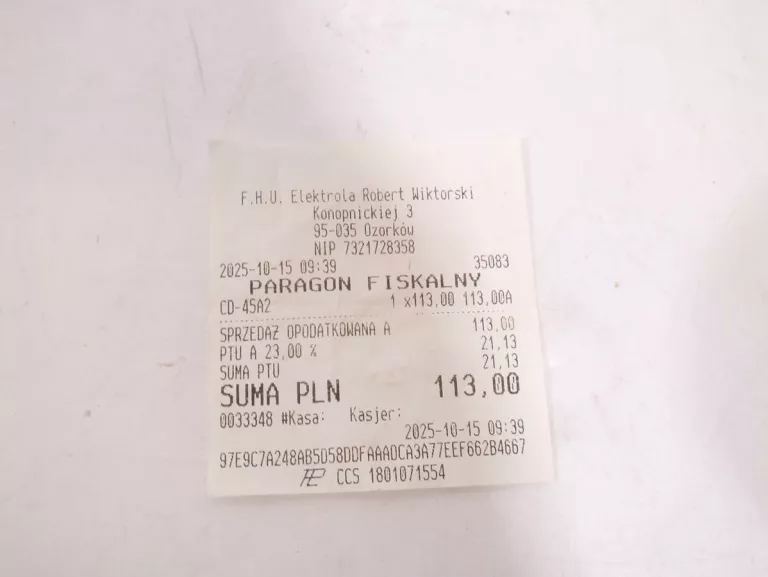 F.H.U. Elektrola Robert Wiktorski
Konopnickiej 3
95-035 Ozorków
NIP 7321728358
2025-10-15 09:39 35083
PARAGON FISKALNY
CD-45A2 1 x113,00 113,00A
SPRZEDAŻ OPODATKOWANA A 113,00
PTU A 23,00 % 21,13
SUMA PTU 21,13
SUMA PLN 113,00
0033348 #Kasa: Kasjer:
2025-10-15 09:39
97E9C7A248AB5D58DDFAAADCA3A77EEF662B4667
CCS 1801071554